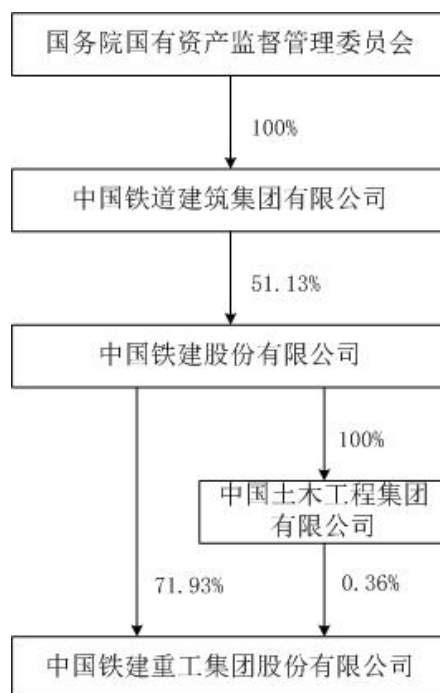 国务院国有资产监督管理委员会
100%
中国铁道建筑集团有限公司
51.13%
中国铁建股份有限公司
100%
中国土木工程集团
有限公司
71.93%
0.36%
中国铁建重工集团股份有限公司